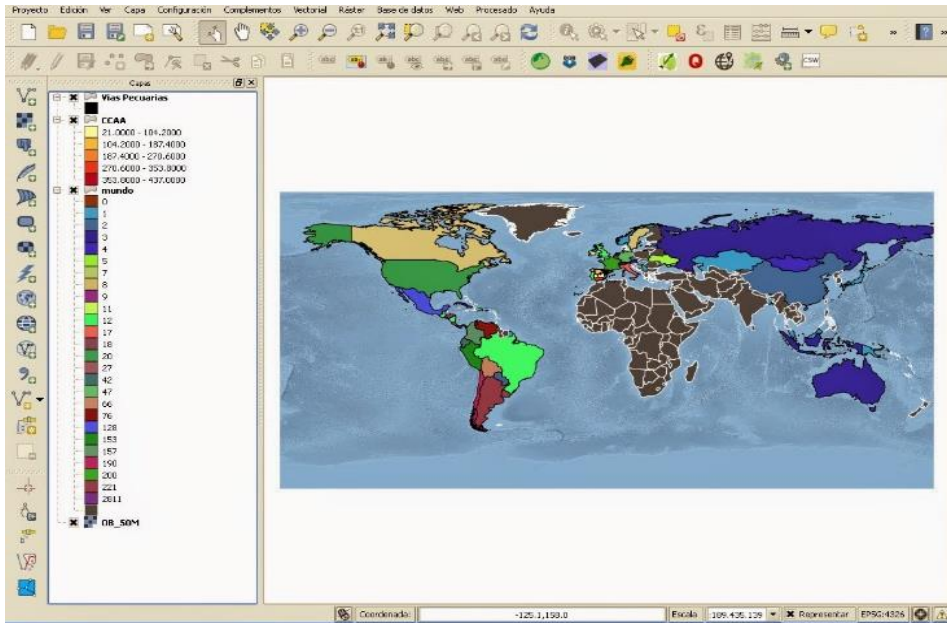 Proyecto Edición Ver Capa Configuración Complementos Vectorial Ráster Base de datos Web Procesado Ayuda
Capas
Vias Pecuarias
CCAA
21.0000 - 104.2000
104.2000 - 187.4000
187.4000 - 270.6000
270.6000 - 353.8000
353.8000 - 437.0000
mundo
0
1
2
3
4
5
7
8
9
11
12
17
18
20
27
42
47
66
76
128
153
157
190
200
221
2811
OB_50M
Coordenada: -125.1,158.0 Escala Representar EPSG:4326